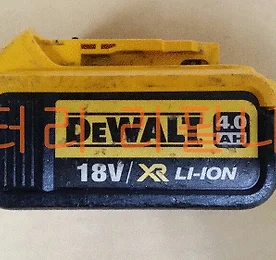 DEWALT
4.0
AH
18V/ XR LI-ION